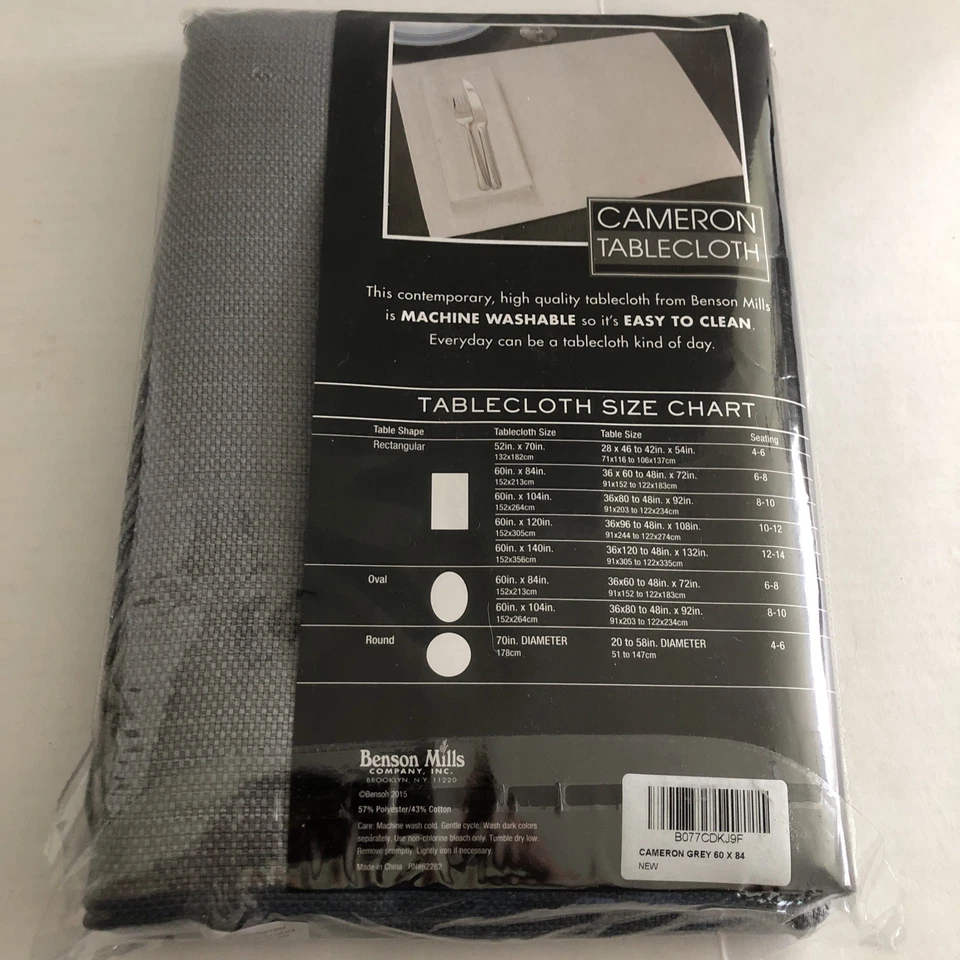 CAMERON
TABLECLOTH
This contemporary, high quality tablecloth from Benson Mills
is MACHINE WASHABLE so it's EASY TO CLEAN.
Everyday can be a tablecloth kind of day.
TABLECLOTH SIZE CHART
Table Shape Tablecloth Size Table Size Seating
Rectangular 52in. x 70in. 28 x 46 to 42in. x 54in. 4-6
132x182cm 71x116 to 106x137cm
60in. x 84in. 36 x 60 to 48in. x 72in. 6-8
152x213cm 91x152 to 122x183cm
60in. x 104in. 36x80 to 48in. x 92in. 8-10
152x264cm 91x203 to 122x234cm
60in. x 120in. 36x96 to 48in. x 108in. 10-12
152x305cm 91x244 to 122x274cm
60in. x 140in. 36x120 to 48in. x 132in. 12-14
152x356cm 91x305 to 122x335cm
Oval 60in. x 84in. 36x60 to 48in. x 72in. 6-8
152x213cm 91x152 to 122x183cm
60in. x 104in. 36x80 to 48in. x 92in. 8-10
152x264cm 91x203 to 122x234cm
Round 70in. DIAMETER 20 to 58in. DIAMETER 4-6
178cm 51 to 147cm
Benson Mills
COMPANY, INC.
BROOKLYN, N.Y. 11220
©Benson 2015
57% Polyester/43% Cotton
Care: Machine wash cold. Gentle cycle. Wash dark colors
separately. Use non-chlorine bleach only. Tumble dry low.
Remove promptly. Lightly iron if necessary.
Made in China RN#62282
B077CDKJ9F
CAMERON GREY 60 X 84
NEW